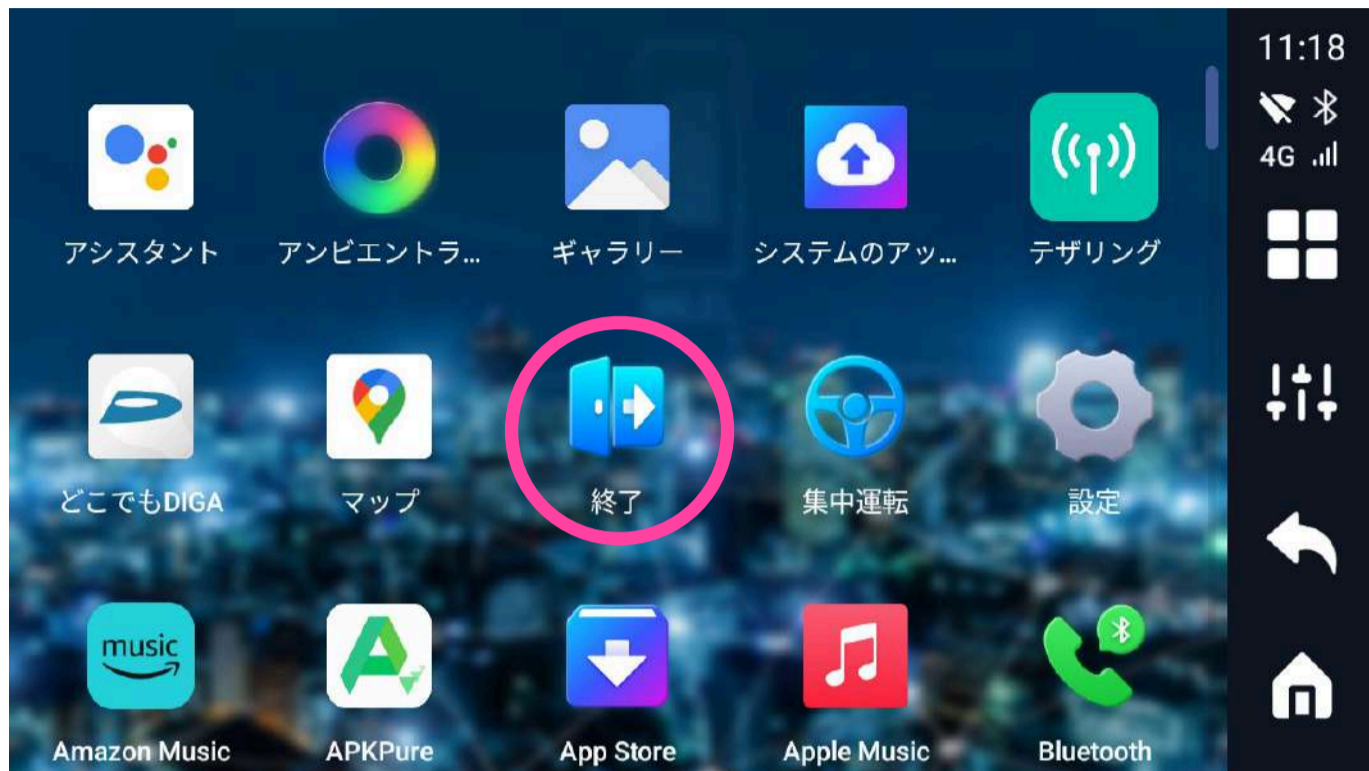 11:18
4G
アシスタント
アンビエントラ...
ギャラリー
システムのアッ...
テザリング
どこでもDIGA
マップ
終了
集中運転
設定
music
Amazon Music
APKPure
App Store
Apple Music
Bluetooth